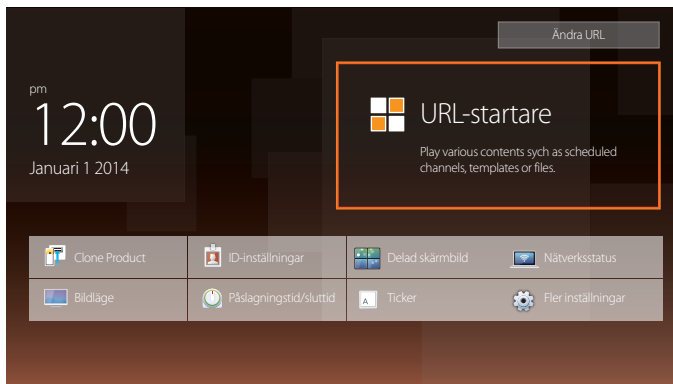 Ändra URL
pm
12:00
Januari 1 2014
URL-startare
Play various contents sych as scheduled
channels, templates or files.
Clone Product
ID-inställningar
Delad skärmbild
Nätverksstatus
Bildläge
Påslagningstid/sluttid
A
Ticker
Fler inställningar